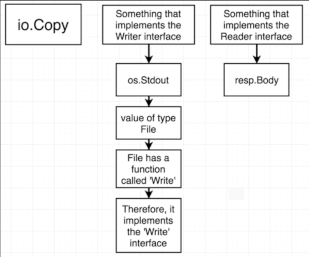 io.Copy
Something that
implements the
Writer interface
Something that
implements the
Reader interface
os.Stdout
resp.Body
value of type
File
File has a
function
called 'Write'
Therefore, it
implements
the 'Write'
interface